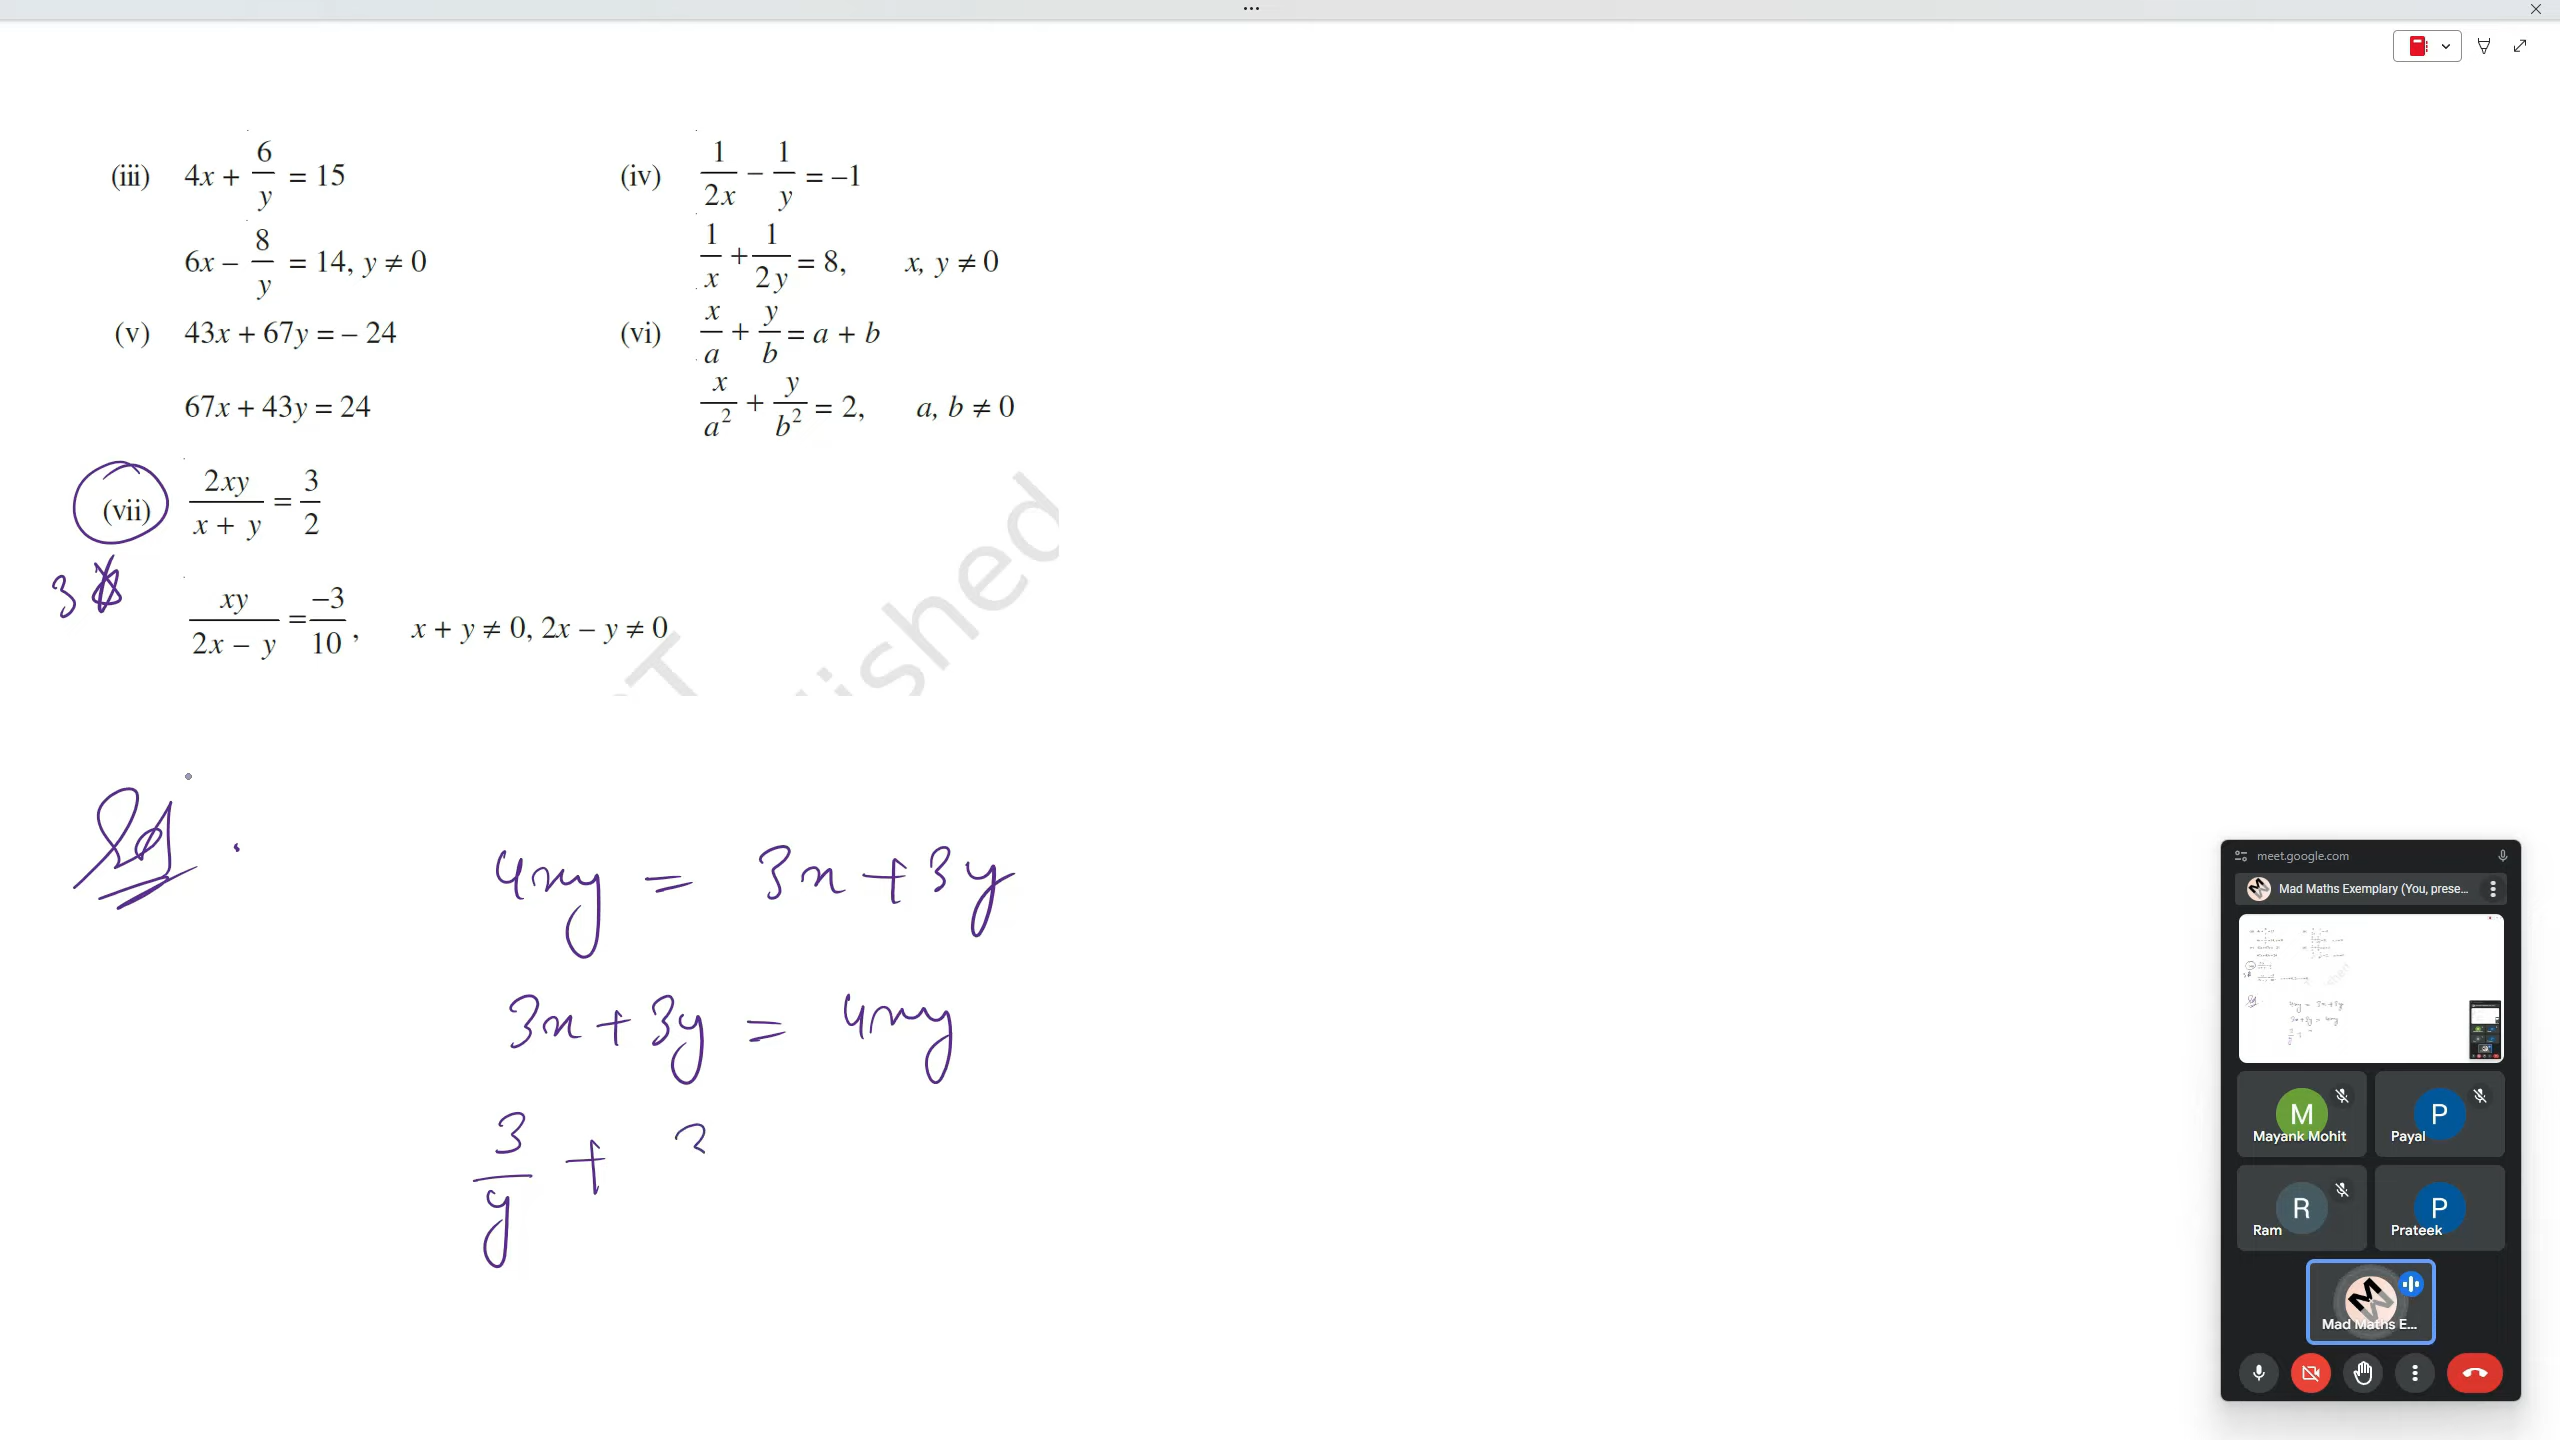 (iii) 4x + 6/y = 15
(iv) 1/2x − 1/y = –1
6x – 8/y = 14, y ≠ 0
1/x + 1/2y = 8, x, y ≠ 0
(v) 43x + 67y = – 24
(vi) x/a + y/b = a + b
67x + 43y = 24
x/a² + y/b² = 2, a, b ≠ 0
(vii) 2xy/x + y = 3/2
3
xy/2x – y = −3/10, x + y ≠ 0, 2x – y ≠ 0
ished
Sol.
4xy = 3x + 3y
3x + 3y = 4xy
3/y +
meet.google.com
Mad Maths Exemplary (You, prese...
M
Mayank Mohit
P
Payal
R
Ram
P
Prateek
Mad Maths E...